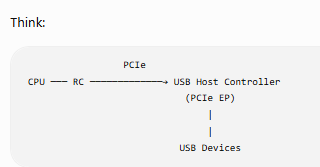 Think:
PCIe
CPU ── RC ─────────────→ USB Host Controller
(PCIe EP)
│
│
USB Devices